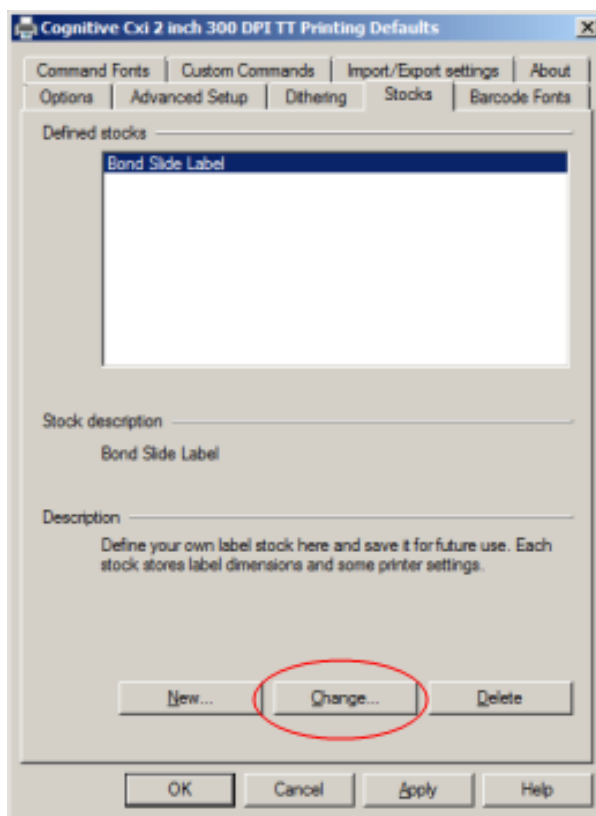 Cognitive Cxi 2 inch 300 DPI TT Printing Defaults
Command Fonts Custom Commands Import/Export settings About
Options Advanced Setup Dithering Stocks Barcode Fonts
Defined stocks
Bond Slide Label
Stock description
Bond Slide Label
Description
Define your own label stock here and save it for future use. Each
stock stores label dimensions and some printer settings.
New... Change... Delete
OK Cancel Apply Help